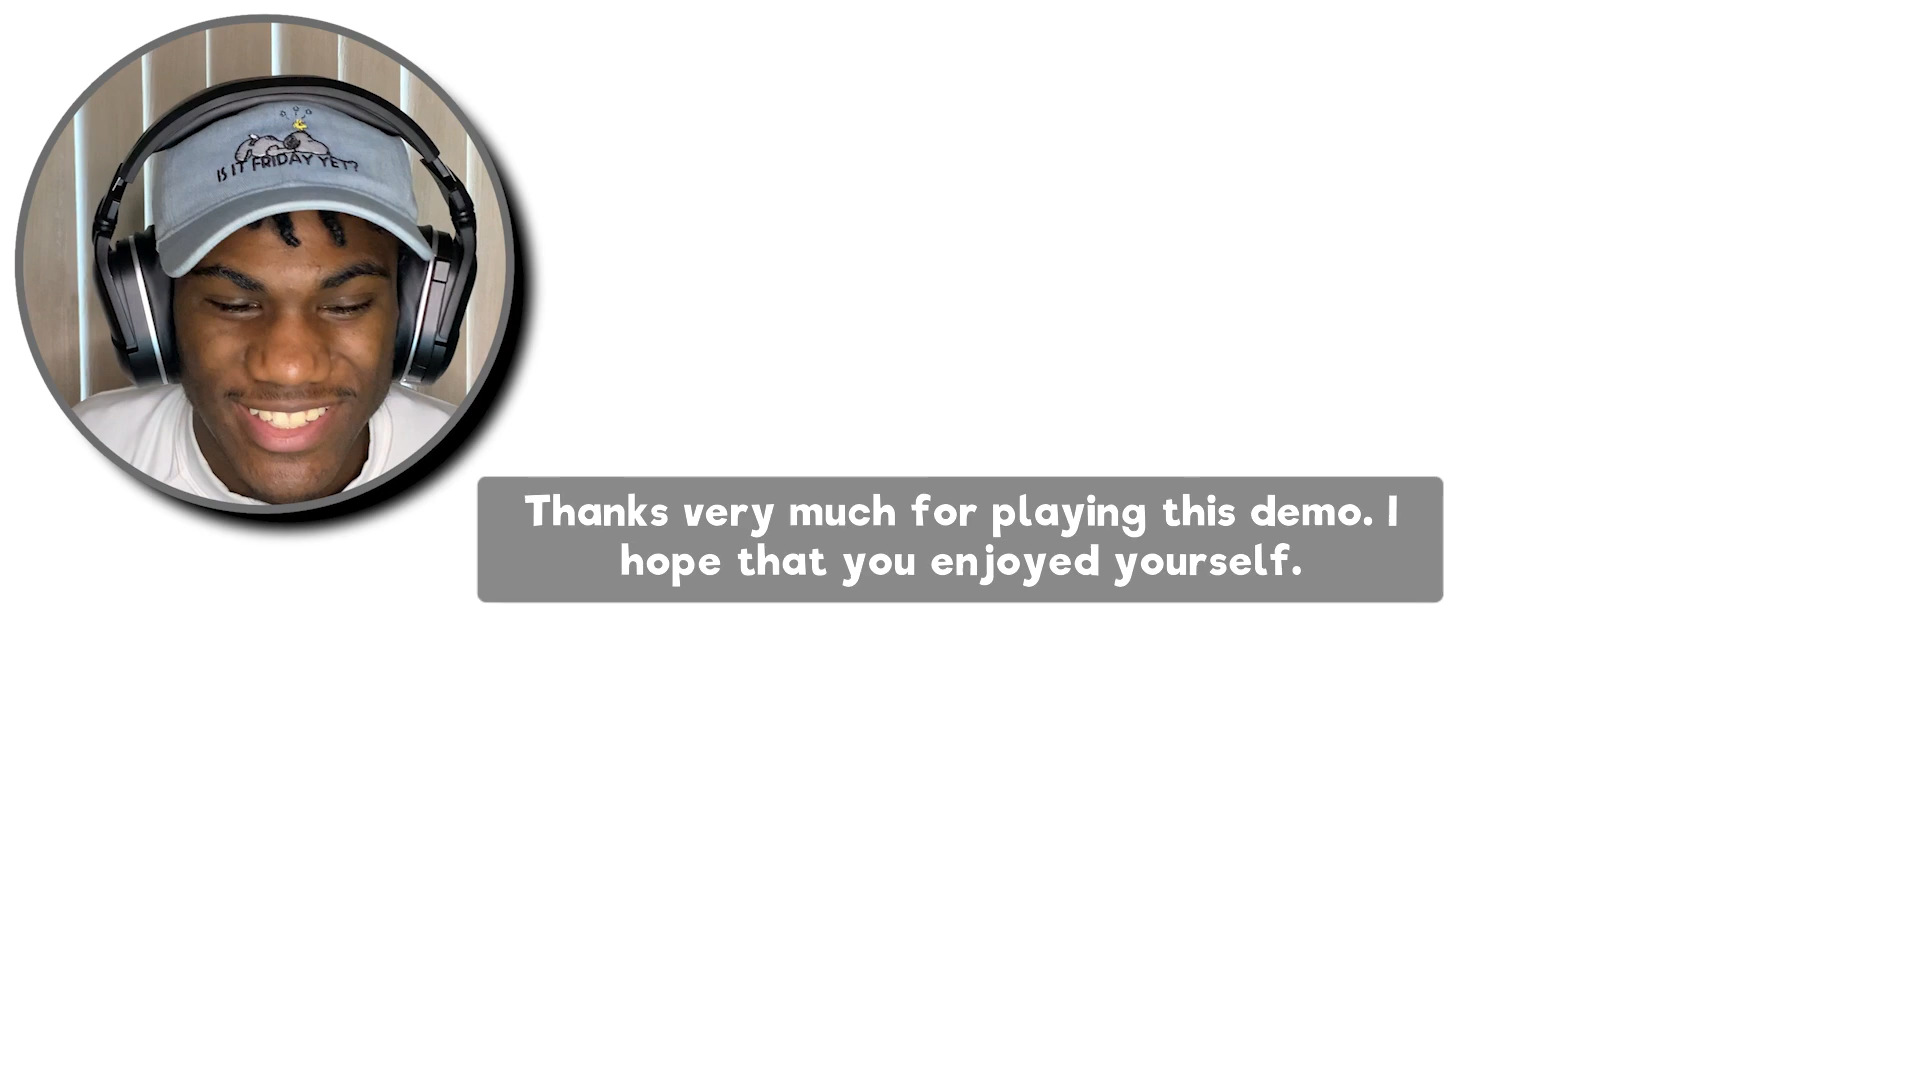 IS IT FRIDAY YET?
Thanks very much for playing this demo. I
hope that you enjoyed yourself.